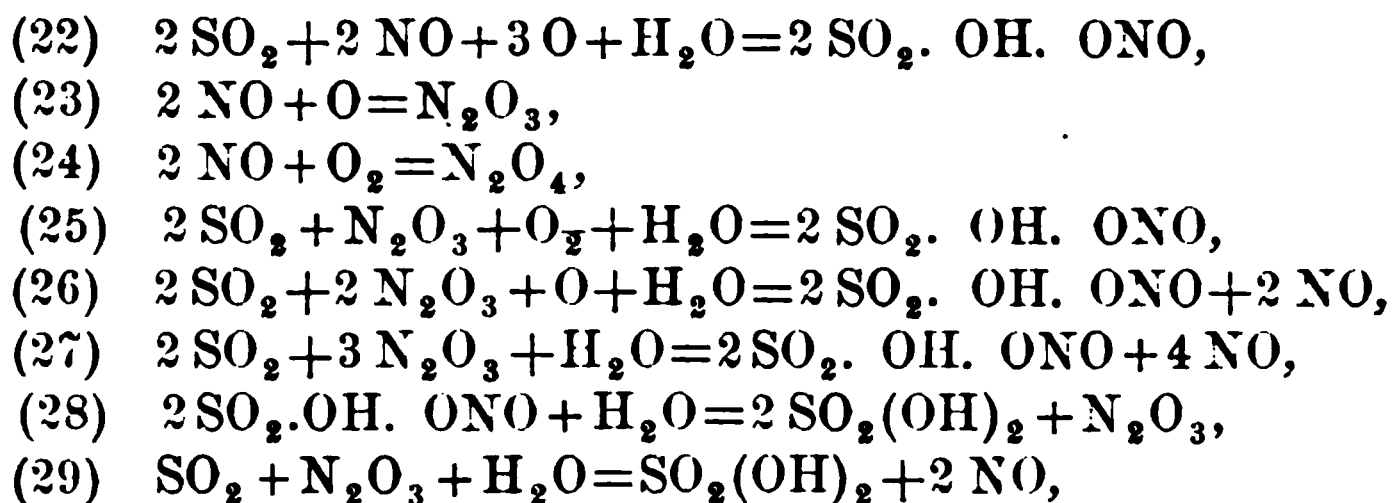 (22) 2 SO₂+2 NO+3 O+H₂O=2 SO₂. OH. ONO,
(23) 2 NO+O=N₂O₃,
(24) 2 NO+O₂=N₂O₄,
(25) 2 SO₂+N₂O₃+O₂+H₂O=2 SO₂. OH. ONO,
(26) 2 SO₂+2 N₂O₃+O+H₂O=2 SO₂. OH. ONO+2 NO,
(27) 2 SO₂+3 N₂O₃+H₂O=2 SO₂. OH. ONO+4 NO,
(28) 2 SO₂.OH. ONO+H₂O=2 SO₂(OH)₂+N₂O₃,
(29) SO₂+N₂O₃+H₂O=SO₂(OH)₂+2 NO,